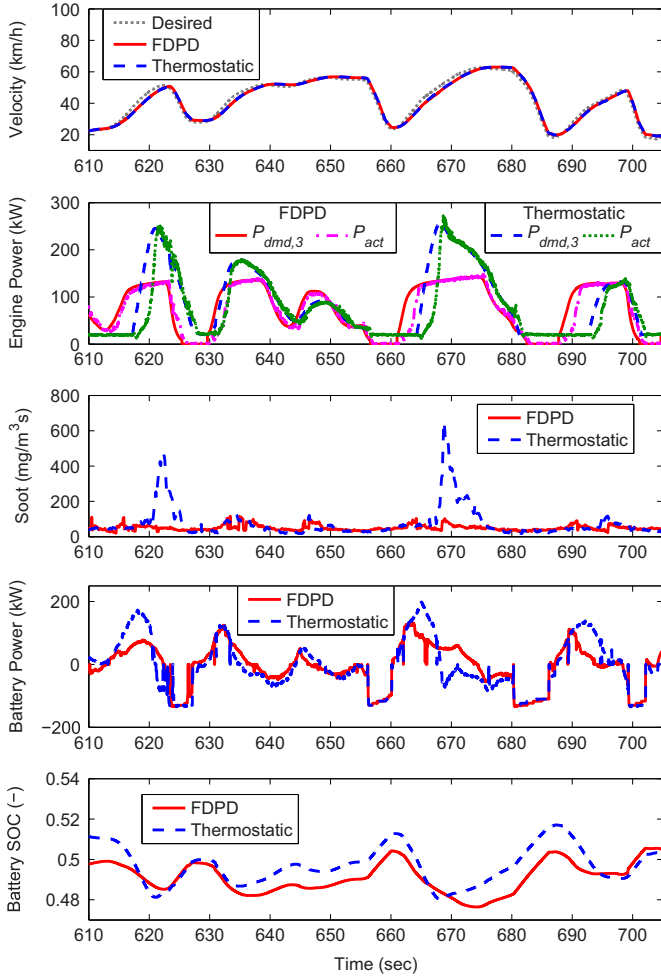 Velocity (km/h)
100
80
60
40
20
Desired
FDPD
Thermostatic
610 620 630 640 650 660 670 680 690 700
Engine Power (kW)
300
200
100
0
FDPD
P_dmd,3 P_act
Thermostatic
P_dmd,3 P_act
610 620 630 640 650 660 670 680 690 700
Soot (mg/m³s)
800
600
400
200
0
FDPD
Thermostatic
610 620 630 640 650 660 670 680 690 700
Battery Power (kW)
200
0
−200
FDPD
Thermostatic
610 620 630 640 650 660 670 680 690 700
Battery SOC (−)
0.54
0.5
0.48
FDPD
Thermostatic
610 620 630 640 650 660 670 680 690 700
Time (sec)